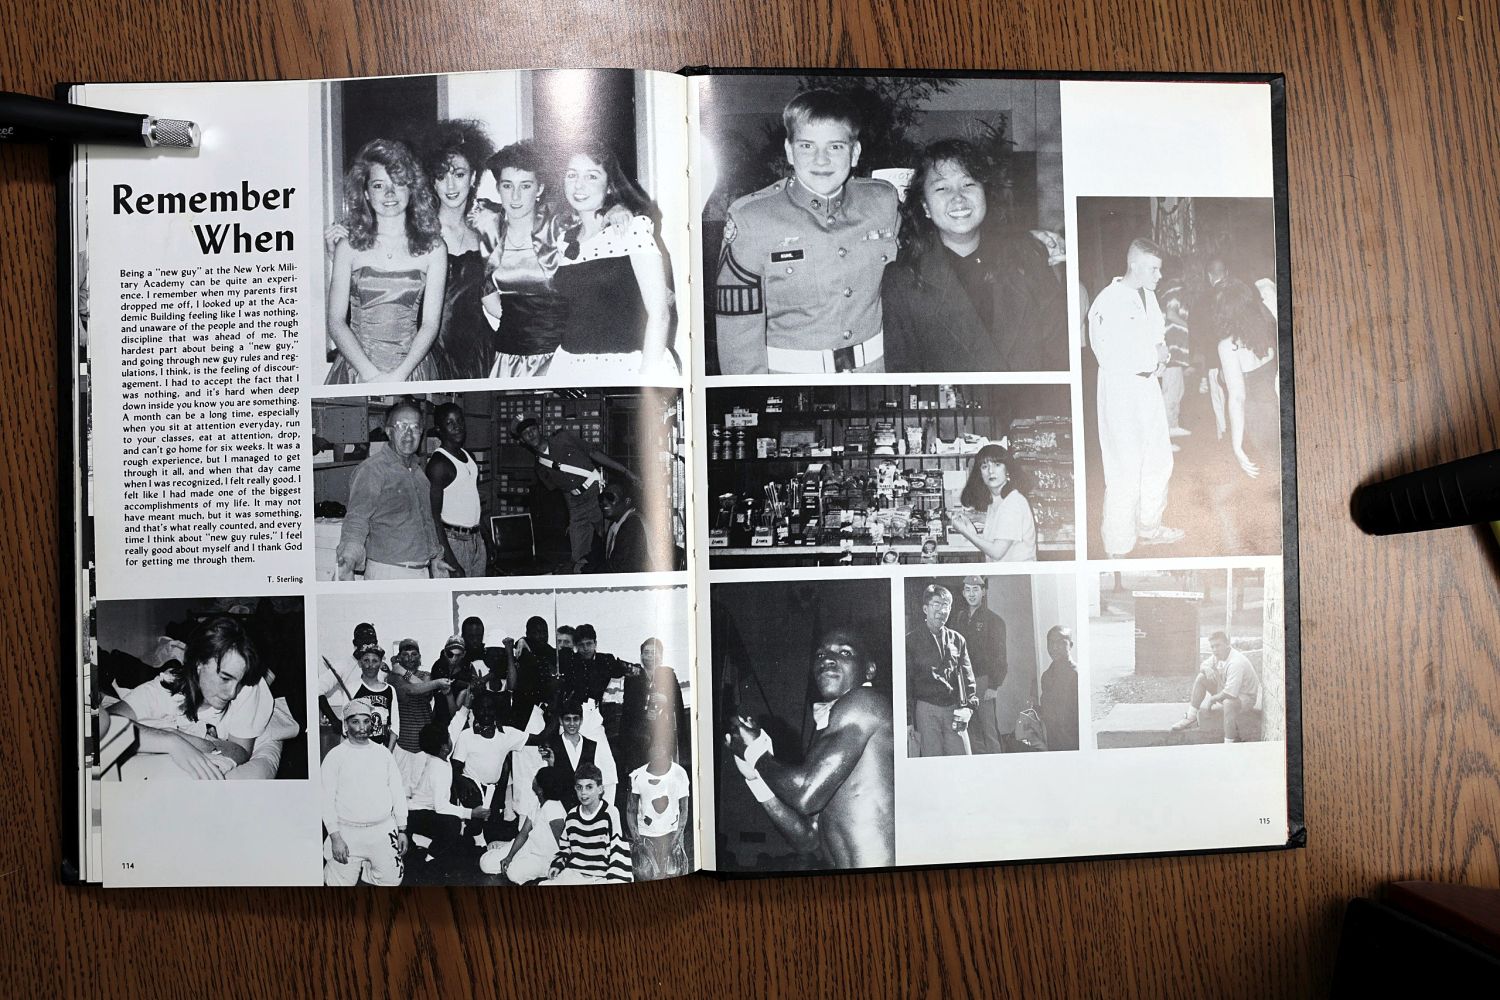 Remember
When
Being a "new guy" at the New York Mili-
tary Academy can be quite an experi-
ence. I remember when my parents first
dropped me off, I looked up at the Aca-
demic Building feeling like I was nothing,
and unaware of the people and the rough
discipline that was ahead of me. The
hardest part about being a "new guy,"
and going through new guy rules and reg-
ulations, I think, is the feeling of discour-
agement. I had to accept the fact that I
was nothing, and it's hard when deep
down inside you know you are something.
A month can be a long time, especially
when you sit at attention everyday, run
to your classes, eat at attention, drop,
and can't go home for six weeks. It was a
rough experience, but I managed to get
through it all, and when that day came
when I was recognized, I felt really good. I
felt like I had made one of the biggest
accomplishments of my life. It may not
have meant much, but it was something,
and that's what really counted, and every
time I think about "new guy rules," I feel
really good about myself and I thank God
for getting me through them.
T. Sterling
114
115